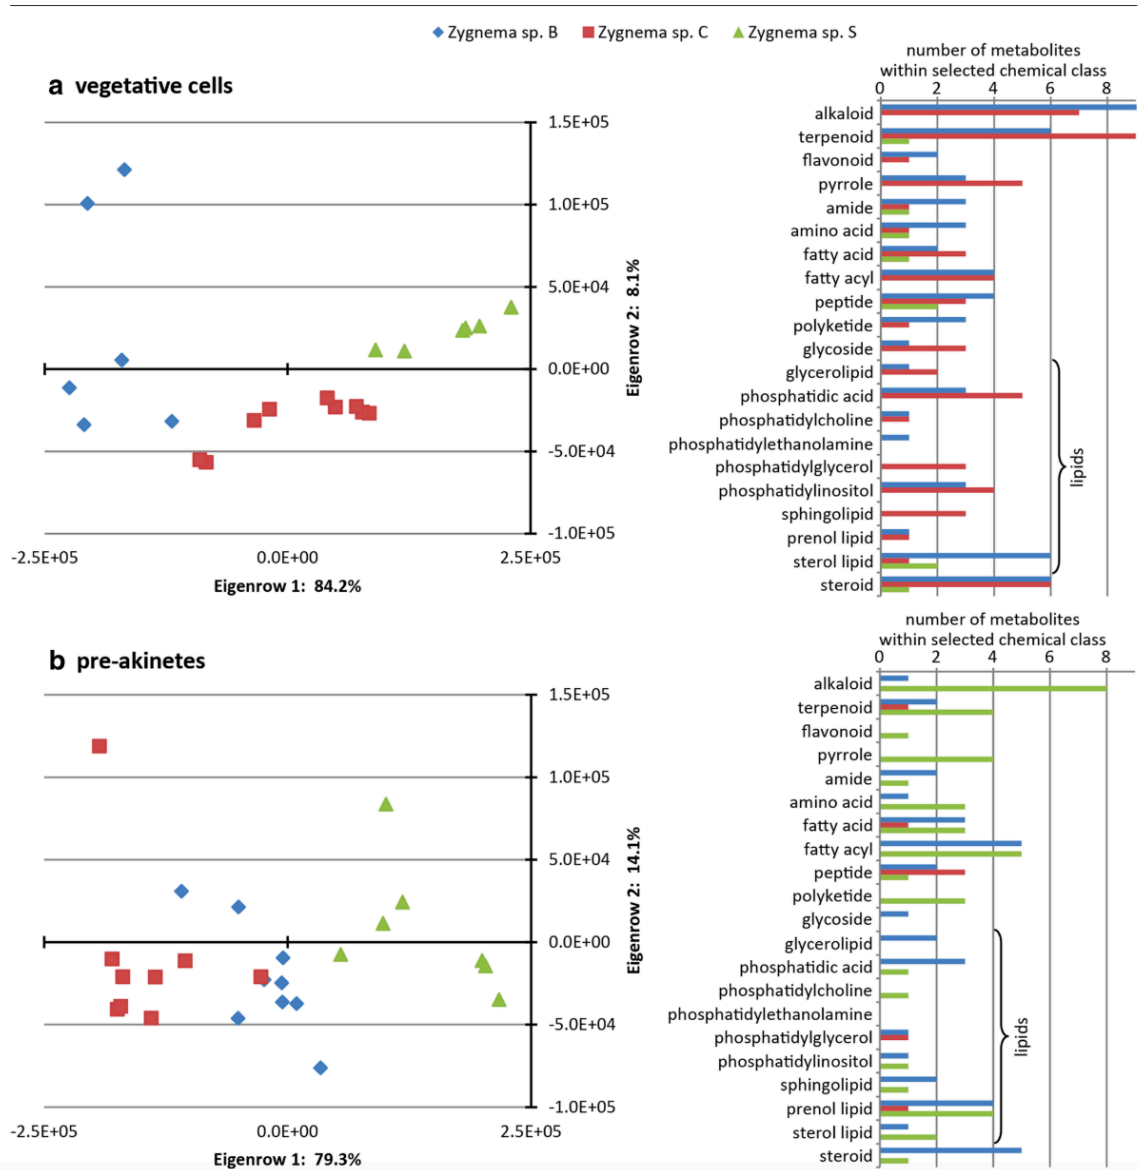 Zygnema sp. B Zygnema sp. C Zygnema sp. S
a vegetative cells
1.5E+05
1.0E+05
5.0E+04
0.0E+00
-5.0E+04
-1.0E+05
Eigenrow 2: 8.1%
-2.5E+05 0.0E+00 2.5E+05
Eigenrow 1: 84.2%
number of metabolites
within selected chemical class
0 2 4 6 8
alkaloid
terpenoid
flavonoid
pyrrole
amide
amino acid
fatty acid
fatty acyl
peptide
polyketide
glycoside
glycerolipid
phosphatidic acid
phosphatidylcholine
phosphatidylethanolamine
phosphatidylglycerol
phosphatidylinositol
sphingolipid
prenol lipid
sterol lipid
steroid
lipids
b pre-akinetes
1.5E+05
1.0E+05
5.0E+04
0.0E+00
-5.0E+04
-1.0E+05
Eigenrow 2: 14.1%
-2.5E+05 0.0E+00 2.5E+05
Eigenrow 1: 79.3%
number of metabolites
within selected chemical class
0 2 4 6 8
alkaloid
terpenoid
flavonoid
pyrrole
amide
amino acid
fatty acid
fatty acyl
peptide
polyketide
glycoside
glycerolipid
phosphatidic acid
phosphatidylcholine
phosphatidylethanolamine
phosphatidylglycerol
phosphatidylinositol
sphingolipid
prenol lipid
sterol lipid
steroid
lipids